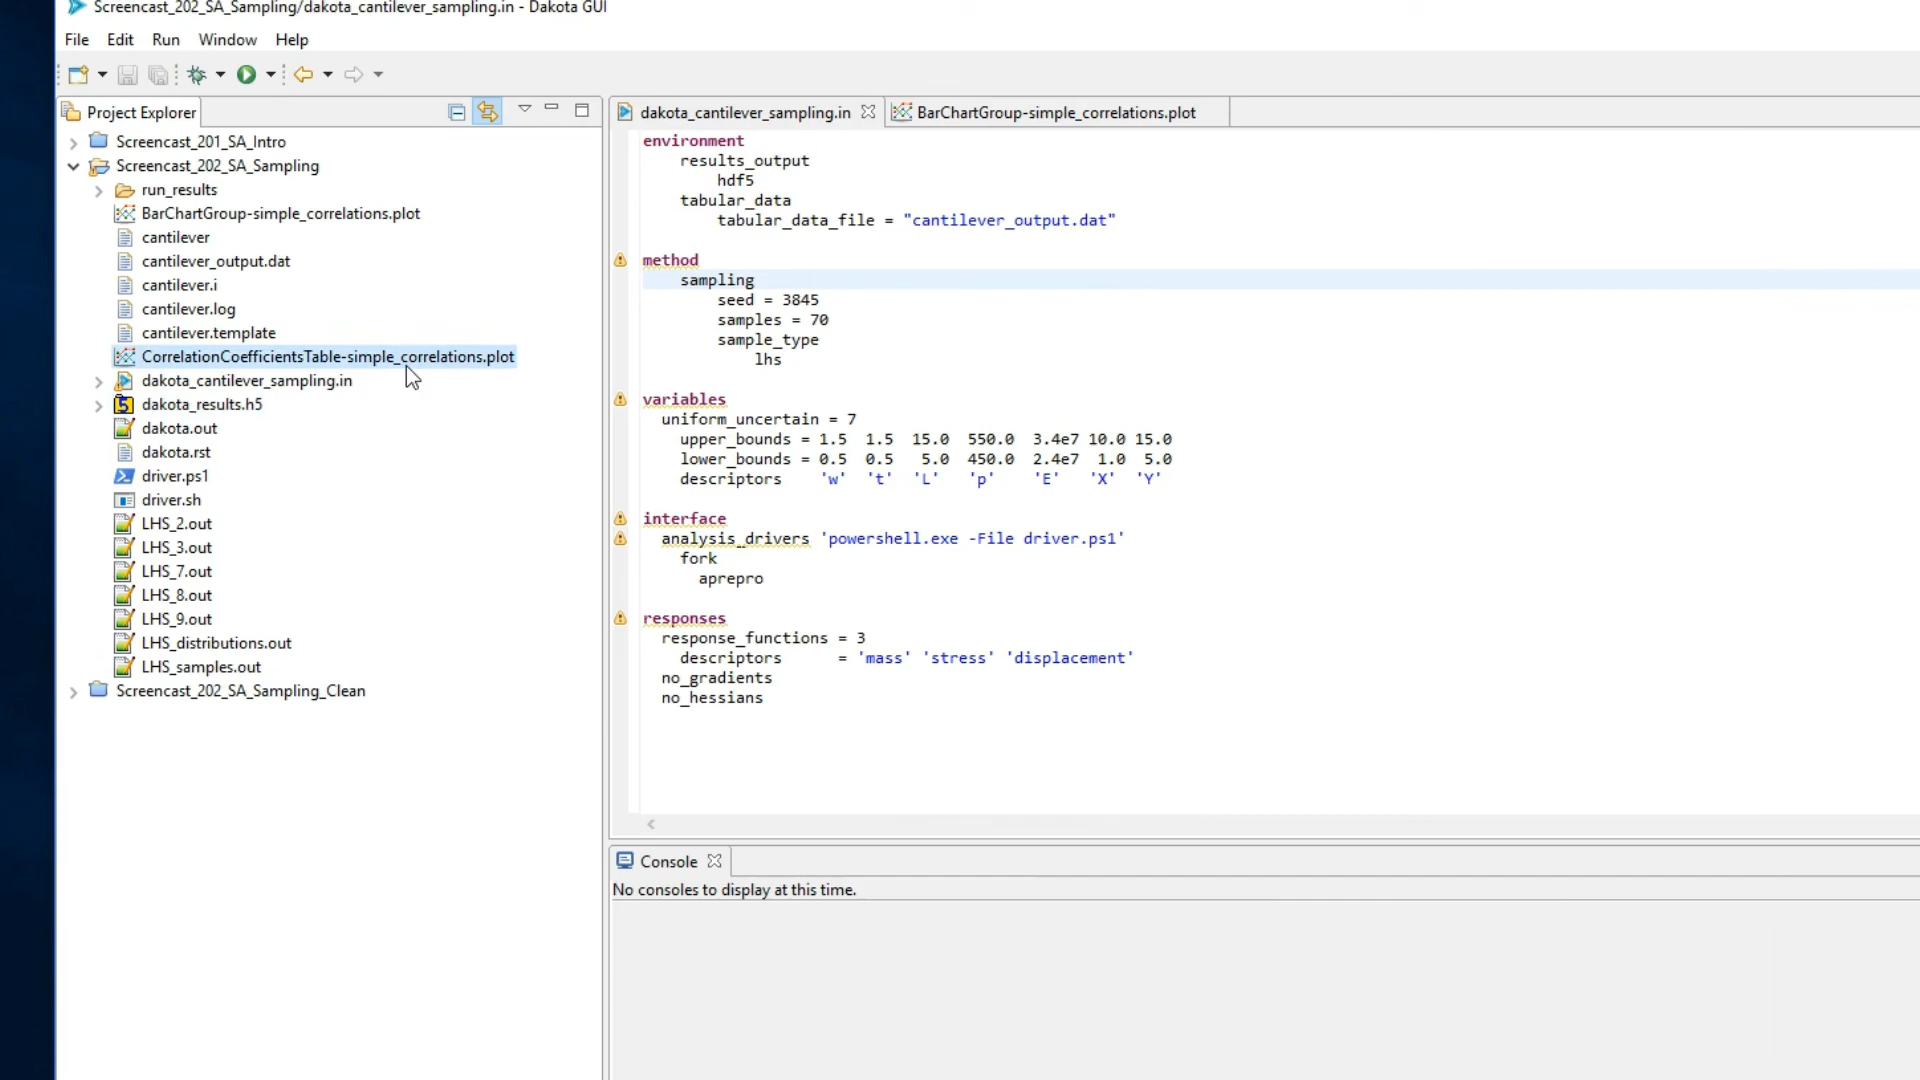 Screencast_202_SA_Sampling/dakota_cantilever_sampling.in - Dakota GUI
File Edit Run Window Help
Project Explorer
Screencast_201_SA_Intro
Screencast_202_SA_Sampling
run_results
BarChartGroup-simple_correlations.plot
cantilever
cantilever_output.dat
cantilever.i
cantilever.log
cantilever.template
CorrelationCoefficientsTable-simple_correlations.plot
dakota_cantilever_sampling.in
dakota_results.h5
dakota.out
dakota.rst
driver.ps1
driver.sh
LHS_2.out
LHS_3.out
LHS_7.out
LHS_8.out
LHS_9.out
LHS_distributions.out
LHS_samples.out
Screencast_202_SA_Sampling_Clean
dakota_cantilever_sampling.in
BarChartGroup-simple_correlations.plot
environment
results_output
hdf5
tabular_data
tabular_data_file = "cantilever_output.dat"
method
sampling
seed = 3845
samples = 70
sample_type
lhs
variables
uniform_uncertain = 7
upper_bounds = 1.5 1.5 15.0 550.0 3.4e7 10.0 15.0
lower_bounds = 0.5 0.5 5.0 450.0 2.4e7 1.0 5.0
descriptors 'w' 't' 'L' 'p' 'E' 'X' 'Y'
interface
analysis_drivers 'powershell.exe -File driver.ps1'
fork
aprepro
responses
response_functions = 3
descriptors = 'mass' 'stress' 'displacement'
no_gradients
no_hessians
Console
No consoles to display at this time.